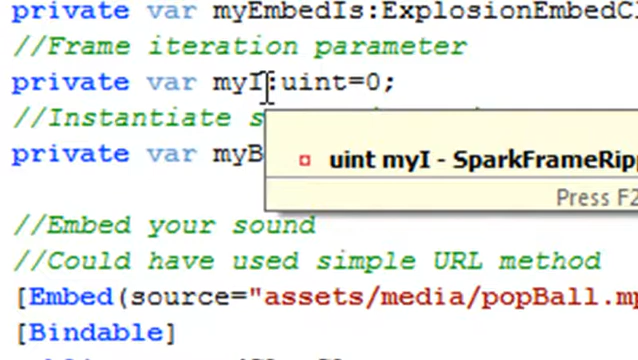 private var myEmbedIs:ExplosionEmbedCl
//Frame iteration parameter
private var myI:uint=0;
//Instantiate s
uint myI - SparkFrameRipp
private var myB
Press F2
//Embed your sound
//Could have used simple URL method
[Embed(source="assets/media/popBall.mp
[Bindable]